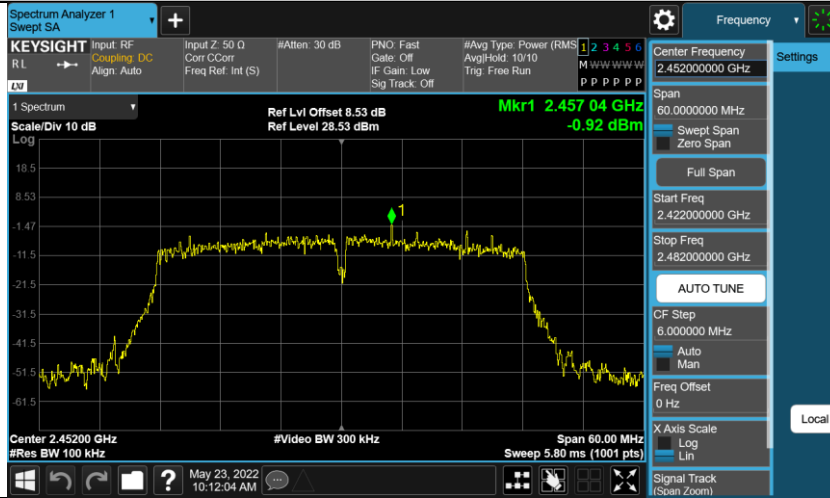 Spectrum Analyzer 1
Swept SA
Frequency
KEYSIGHT
RL
LXI
Input: RF
Coupling: DC
Align: Auto
Input Z: 50 Ω
Corr CCorr
Freq Ref: Int (S)
#Atten: 30 dB
PNO: Fast
Gate: Off
IF Gain: Low
Sig Track: Off
#Avg Type: Power (RMS
Avg|Hold: 10/10
Trig: Free Run
1 2 3 4 5 6
M W W W W W
P P P P P P
1 Spectrum
Scale/Div 10 dB
Log
Ref Lvl Offset 8.53 dB
Ref Level 28.53 dBm
Mkr1 2.457 04 GHz
-0.92 dBm
18.5
8.53
-1.47
-11.5
-21.5
-31.5
-41.5
-51.5
-61.5
1
Center 2.45200 GHz
#Res BW 100 kHz
#Video BW 300 kHz
Span 60.00 MHz
Sweep 5.80 ms (1001 pts)
May 23, 2022
10:12:04 AM
?
Center Frequency
2.452000000 GHz
Settings
Span
60.0000000 MHz
Swept Span
Zero Span
Full Span
Start Freq
2.422000000 GHz
Stop Freq
2.482000000 GHz
AUTO TUNE
CF Step
6.000000 MHz
Auto
Man
Freq Offset
0 Hz
X Axis Scale
Log
Lin
Signal Track
(Span Zoom)
Local